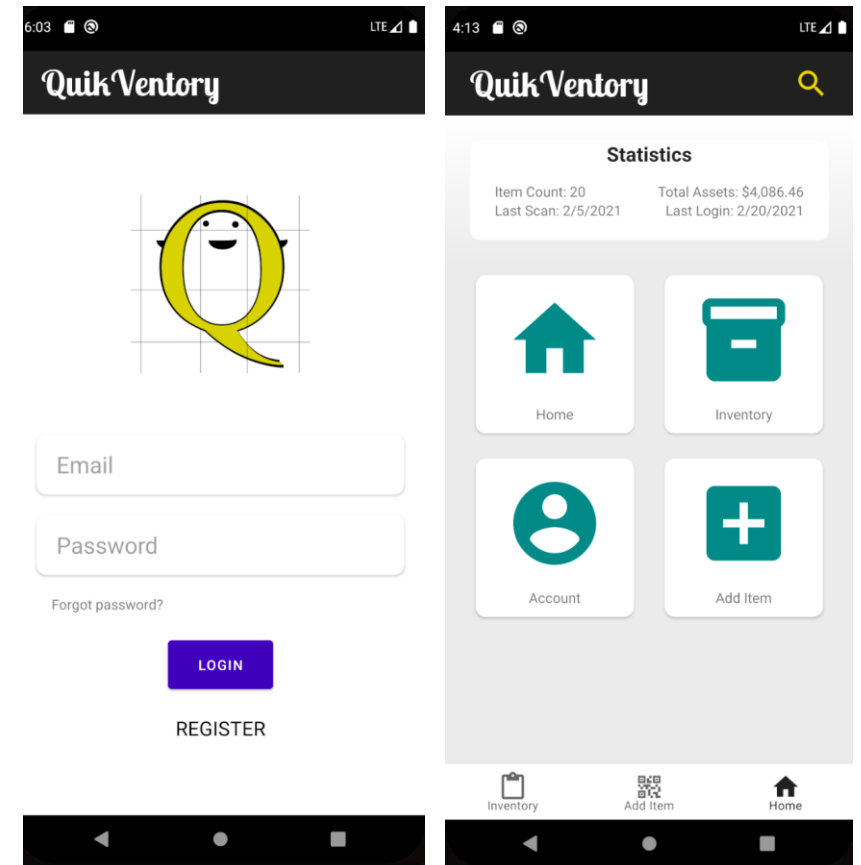 6:03
LTE
QuikVentory
Q
Email
Password
Forgot password?
LOGIN
REGISTER
4:13
LTE
QuikVentory
Statistics
Item Count: 20 Total Assets: $4,086.46
Last Scan: 2/5/2021 Last Login: 2/20/2021
Home Inventory
Account Add Item
Inventory Add Item Home